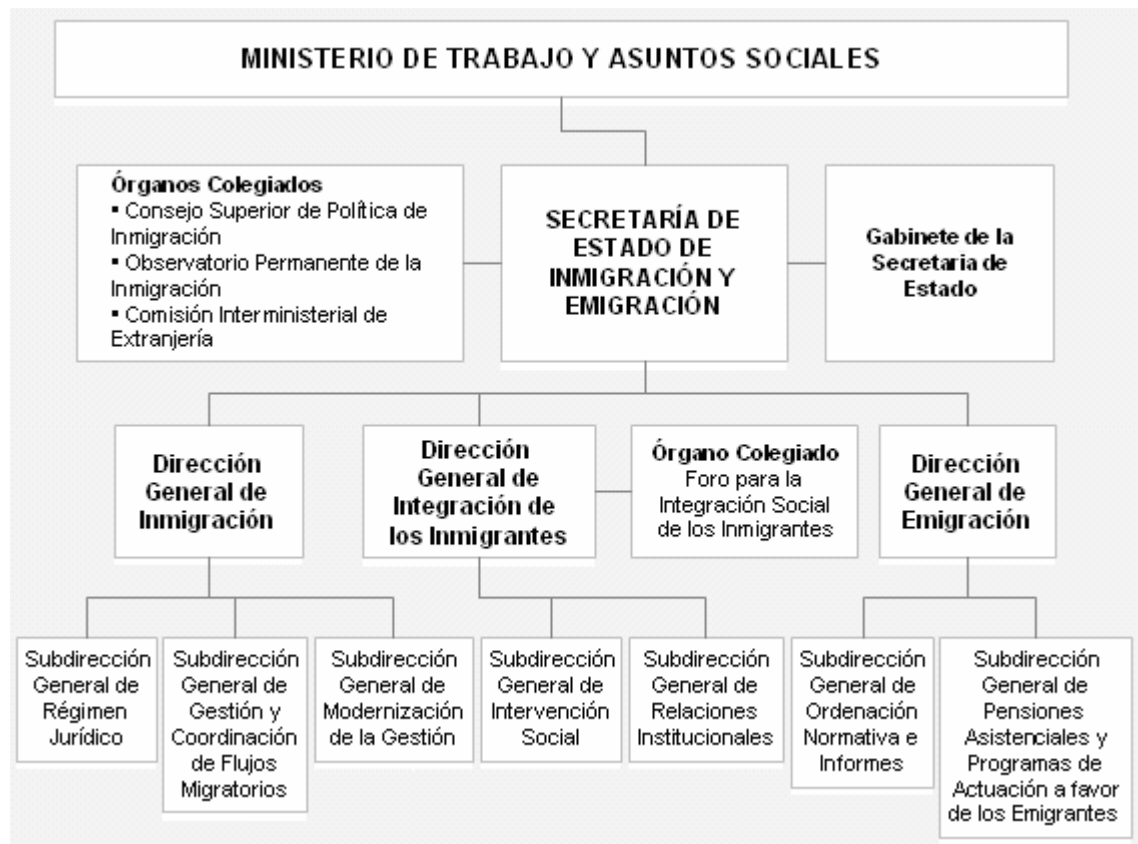 MINISTERIO DE TRABAJO Y ASUNTOS SOCIALES
Órganos Colegiados
▪ Consejo Superior de Política de
Inmigración
▪ Observatorio Permanente de la
Inmigración
▪ Comisión Interministerial de
Extranjería
SECRETARÍA DE
ESTADO DE
INMIGRACIÓN Y
EMIGRACIÓN
Gabinete de la
Secretaria de
Estado
Dirección
General de
Inmigración
Dirección
General de
Integración de
los Inmigrantes
Órgano Colegiado
Foro para la
Integración Social
de los Inmigrantes
Dirección
General de
Emigración
Subdirección
General de
Régimen
Jurídico
Subdirección
General de
Gestión y
Coordinación
de Flujos
Migratorios
Subdirección
General de
Modernización
de la Gestión
Subdirección
General de
Intervención
Social
Subdirección
General de
Relaciones
Institucionales
Subdirección
General de
Ordenación
Normativa e
Informes
Subdirección
General de
Pensiones
Asistenciales y
Programas de
Actuación a favor
de los Emigrantes